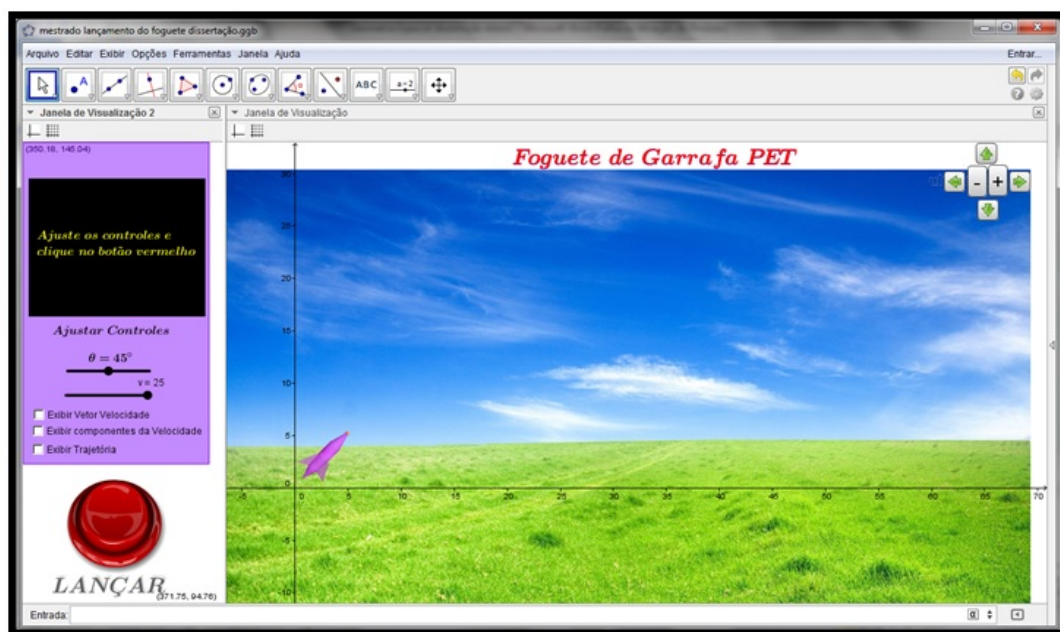 mestrado lançamento do foguete dissertação.ggb
Arquivo Editar Exibir Opções Ferramentas Janela Ajuda
Entrar...
A
ABC
a=2
Janela de Visualização 2
Janela de Visualização
(350.18, 145.04)
Ajuste os controles e
clique no botão vermelho
Ajustar Controles
θ = 45°
v = 25
Exibir Vetor Velocidade
Exibir componentes da Velocidade
Exibir Trajetória
LANÇAR
(371.75, 94.76)
Foguete de Garrafa PET
- +
30
25
20
15
10
5
0
-5 0 5 10 15 20 25 30 35 40 45 50 55 60 65 70
-5
-10
Entrada:
α